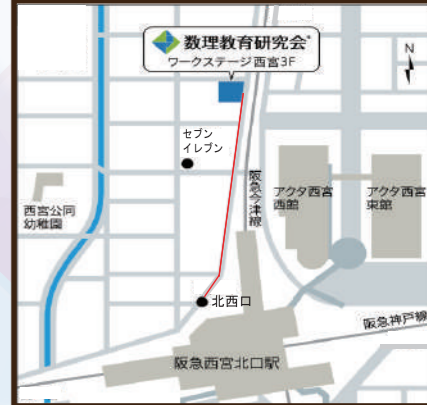 数理教育研究会®
ワークステージ西宮3F
N
セブン
イレブン
阪急今津線
アクタ西宮
西館
アクタ西宮
東館
西宮公同
幼稚園
北西口
阪急神戸線
阪急西宮北口駅